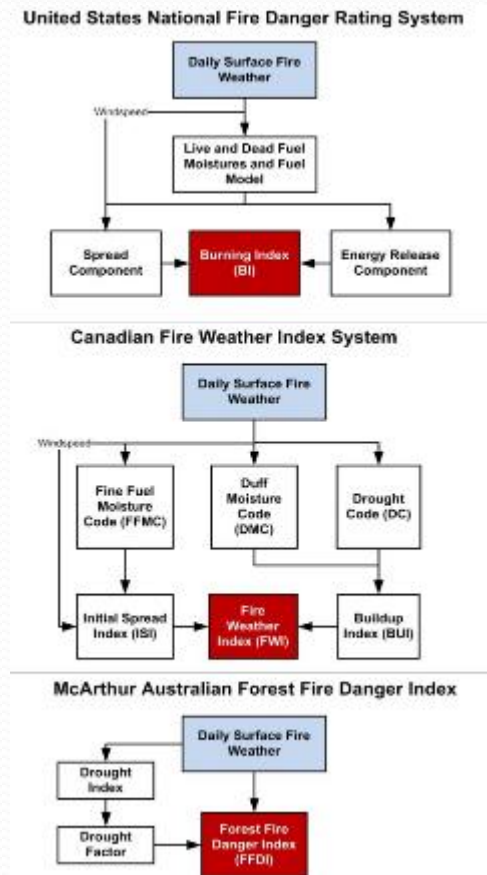 United States National Fire Danger Rating System
Daily Surface Fire
Weather
Windspeed
Live and Dead Fuel
Moistures and Fuel
Model
Spread
Component
Burning Index
(BI)
Energy Release
Component
Canadian Fire Weather Index System
Daily Surface Fire
Weather
Windspeed
Fine Fuel
Moisture
Code (FFMC)
Duff
Moisture
Code
(DMC)
Drought
Code (DC)
Initial Spread
Index (ISI)
Fire
Weather
Index (FWI)
Buildup
Index (BUI)
McArthur Australian Forest Fire Danger Index
Daily Surface Fire
Weather
Drought
Index
Drought
Factor
Forest Fire
Danger Index
(FFDI)